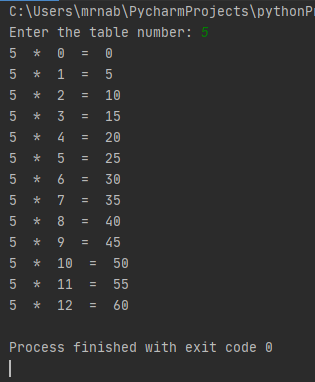 C:\Users\mrnab\PycharmProjects\pythonPr
Enter the table number: 5
5  *  0  =  0
5  *  1  =  5
5  *  2  =  10
5  *  3  =  15
5  *  4  =  20
5  *  5  =  25
5  *  6  =  30
5  *  7  =  35
5  *  8  =  40
5  *  9  =  45
5  *  10  =  50
5  *  11  =  55
5  *  12  =  60
Process finished with exit code 0